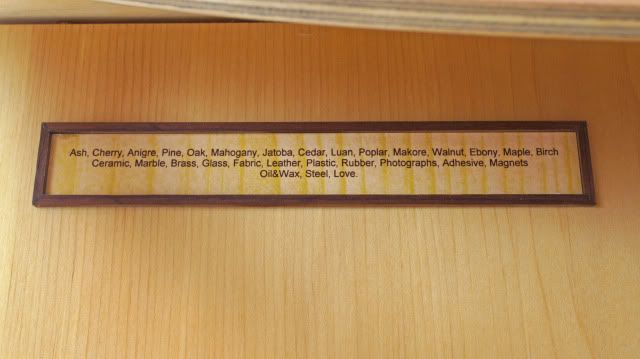 Ash, Cherry, Anigre, Pine, Oak, Mahogany, Jatoba, Cedar, Luan, Poplar, Makore, Walnut, Ebony, Maple, Birch
Ceramic, Marble, Brass, Glass, Fabric, Leather, Plastic, Rubber, Photographs, Adhesive, Magnets
Oil&Wax, Steel, Love.